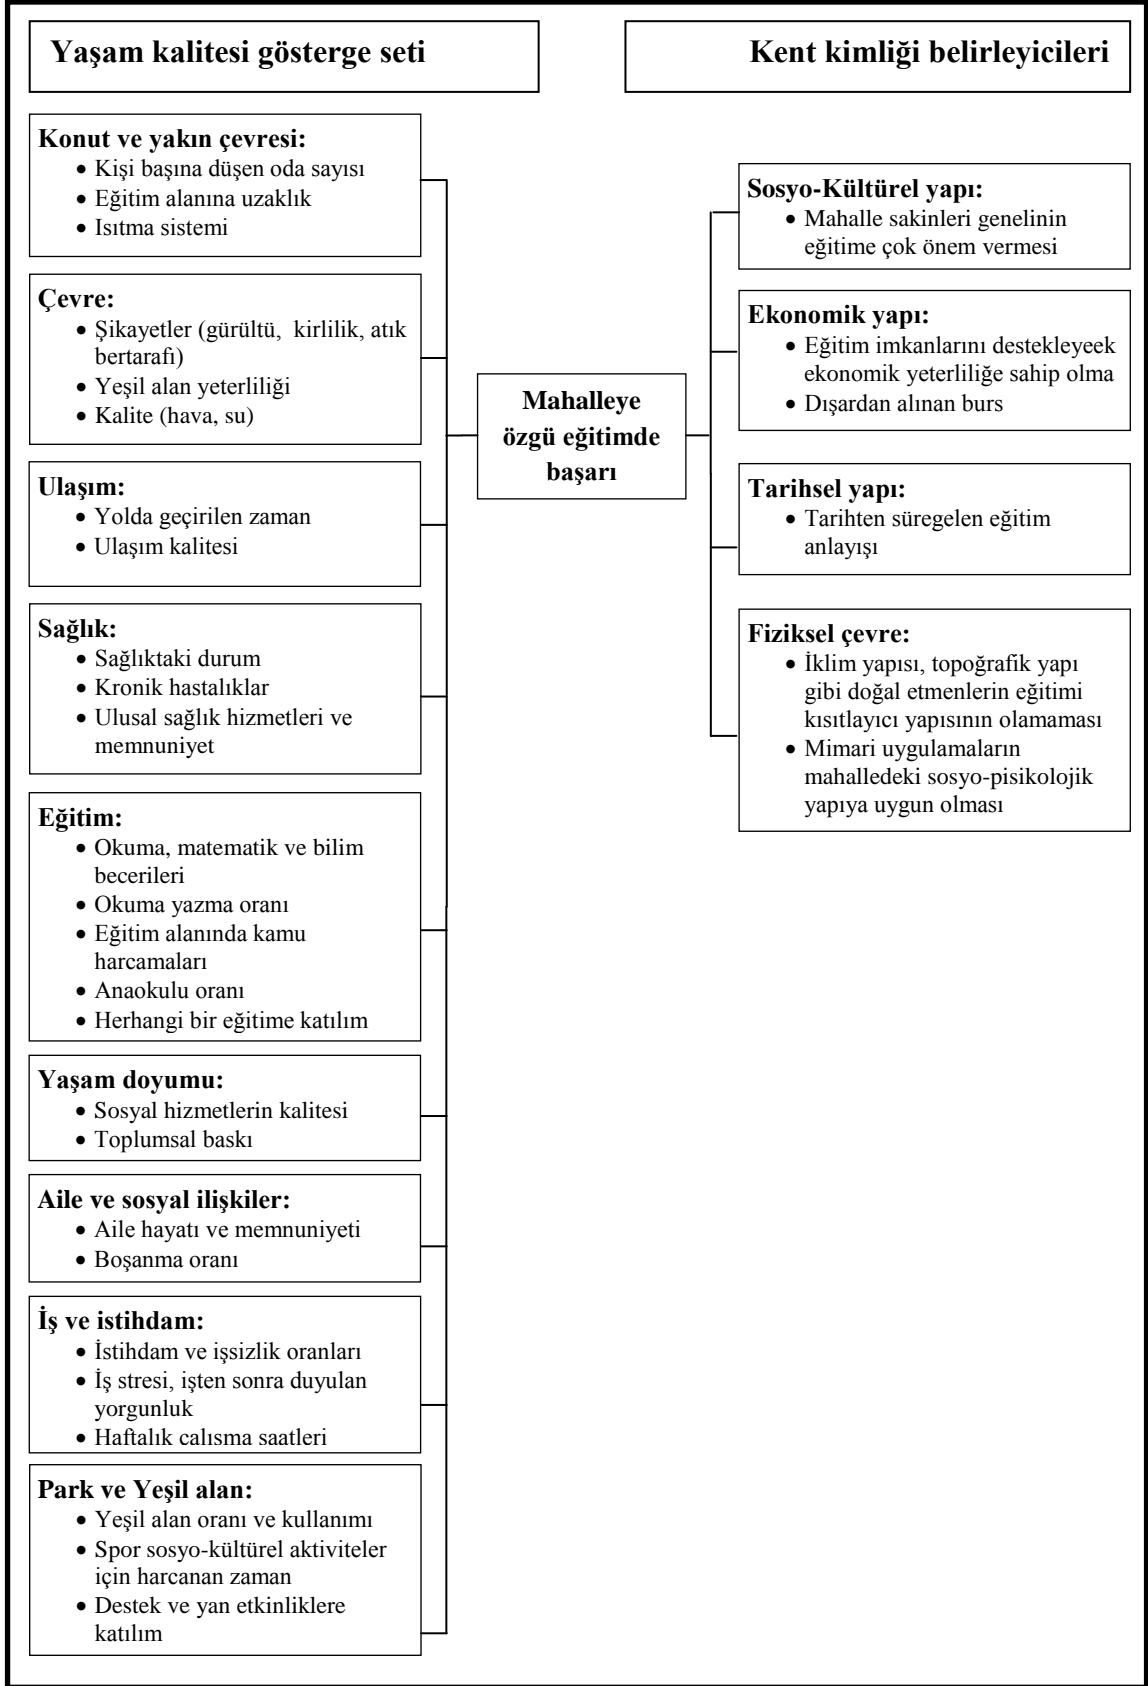 Yaşam kalitesi gösterge seti
Kent kimliği belirleyicileri
Konut ve yakın çevresi:
• Kişi başına düşen oda sayısı
• Eğitim alanına uzaklık
• Isıtma sistemi
Çevre:
• Şikayetler (gürültü, kirlilik, atık
bertarafı)
• Yeşil alan yeterliliği
• Kalite (hava, su)
Ulaşım:
• Yolda geçirilen zaman
• Ulaşım kalitesi
Sağlık:
• Sağlıktaki durum
• Kronik hastalıklar
• Ulusal sağlık hizmetleri ve
memnuniyet
Eğitim:
• Okuma, matematik ve bilim
becerileri
• Okuma yazma oranı
• Eğitim alanında kamu
harcamaları
• Anaokulu oranı
• Herhangi bir eğitime katılım
Yaşam doyumu:
• Sosyal hizmetlerin kalitesi
• Toplumsal baskı
Aile ve sosyal ilişkiler:
• Aile hayatı ve memnuniyeti
• Boşanma oranı
İş ve istihdam:
• İstihdam ve işsizlik oranları
• İş stresi, işten sonra duyulan
yorgunluk
• Haftalık calısma saatleri
Park ve Yeşil alan:
• Yeşil alan oranı ve kullanımı
• Spor sosyo-kültürel aktiviteler
için harcanan zaman
• Destek ve yan etkinliklere
katılım
Mahalleye
özgü eğitimde
başarı
Sosyo-Kültürel yapı:
• Mahalle sakinleri genelinin
eğitime çok önem vermesi
Ekonomik yapı:
• Eğitim imkanlarını destekleyeek
ekonomik yeterliliğe sahip olma
• Dışardan alınan burs
Tarihsel yapı:
• Tarihten süregelen eğitim
anlayışı
Fiziksel çevre:
• İklim yapısı, topoğrafik yapı
gibi doğal etmenlerin eğitimi
kısıtlayıcı yapısının olamaması
• Mimari uygulamaların
mahalledeki sosyo-pisikolojik
yapıya uygun olması